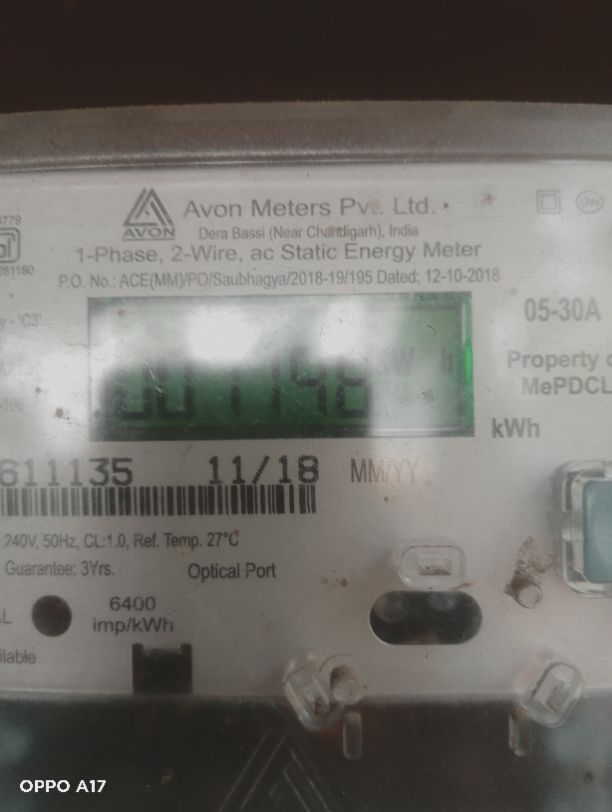 AVON
Avon Meters Pvt. Ltd.
Dera Bassi (Near Chandigarh), India
1-Phase, 2-Wire, ac Static Energy Meter
P.O. No.: ACE(MM)/PO/Saubhagya/2018-19/195 Dated: 12-10-2018
05-30A
Property
MePDCL
kWh
611135 11/18 MM/YY
240V, 50Hz, CL:1.0, Ref. Temp. 27°C
Guarantee: 3Yrs. Optical Port
6400
imp/kWh
OPPO A17